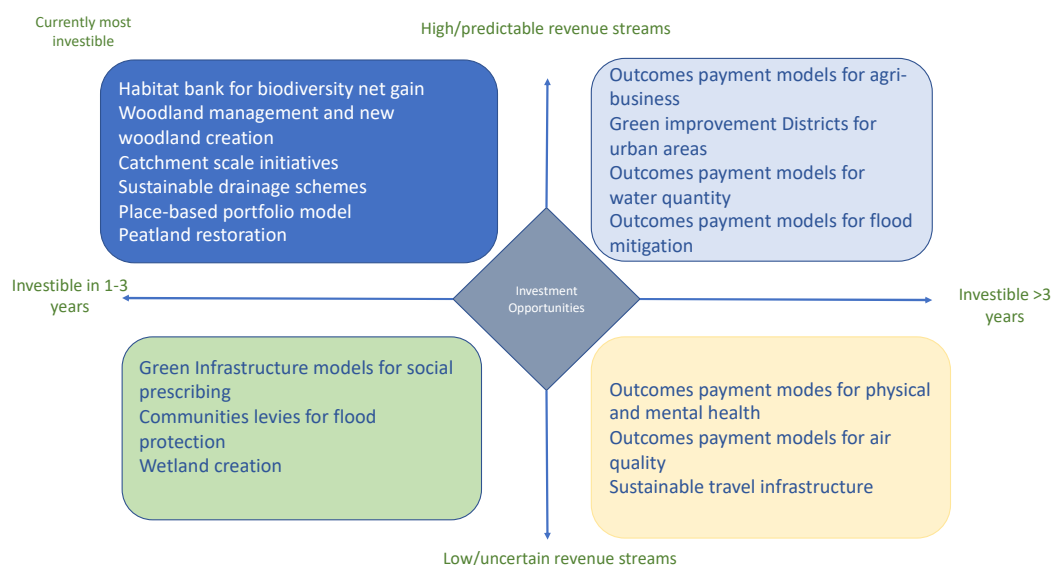 Currently most
investible
High/predictable revenue streams
Habitat bank for biodiversity net gain
Woodland management and new
woodland creation
Catchment scale initiatives
Sustainable drainage schemes
Place-based portfolio model
Peatland restoration
Outcomes payment models for agri-
business
Green improvement Districts for
urban areas
Outcomes payment models for
water quantity
Outcomes payment models for flood
mitigation
Investible in 1-3
years
Investment
Opportunities
Investible >3
years
Green Infrastructure models for social
prescribing
Communities levies for flood
protection
Wetland creation
Outcomes payment modes for physical
and mental health
Outcomes payment models for air
quality
Sustainable travel infrastructure
Low/uncertain revenue streams